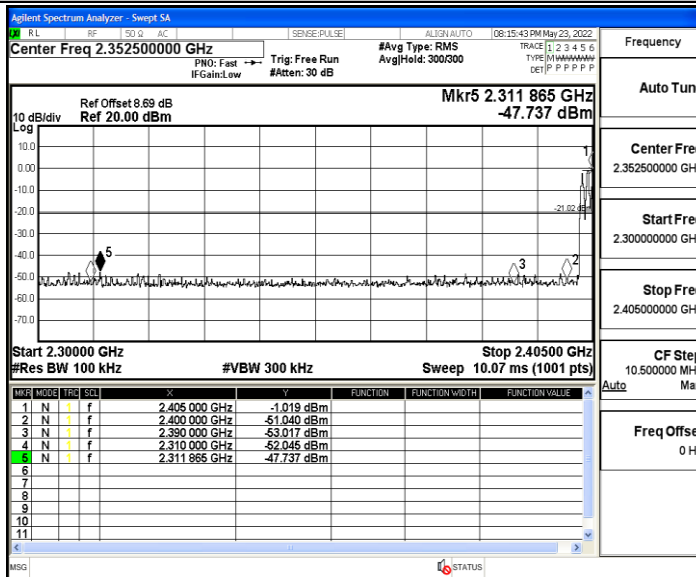 Agilent Spectrum Analyzer - Swept SA
LXI RL RF 50 Ω AC SENSE:PULSE ALIGN AUTO 08:15:43 PM May 23, 2022
Center Freq 2.352500000 GHz
#Avg Type: RMS
TRACE 1 2 3 4 5 6
PNO: Fast Trig: Free Run Avg|Hold: 300/300
TYPE M WWWWW
IFGain:Low #Atten: 30 dB
DET P P P P P P
Mkr5 2.311 865 GHz
-47.737 dBm
Ref Offset 8.69 dB
10 dB/div Ref 20.00 dBm
Log
10.0
0.00
-10.0
-20.0
-30.0
-40.0
-50.0
-60.0
-70.0
1
-21.02 dBm
5
3
2
Start 2.30000 GHz Stop 2.40500 GHz
#Res BW 100 kHz #VBW 300 kHz Sweep 10.07 ms (1001 pts)
MKR MODE TRC SCL X Y FUNCTION FUNCTION WIDTH FUNCTION VALUE
1 N 1 f 2.405 000 GHz -1.019 dBm
2 N 1 f 2.400 000 GHz -51.040 dBm
3 N 1 f 2.390 000 GHz -53.017 dBm
4 N 1 f 2.310 000 GHz -52.045 dBm
5 N 1 f 2.311 865 GHz -47.737 dBm
6
7
8
9
10
11
MSG STATUS
Frequency
Auto Tun
Center Fre
2.352500000 GH
Start Fre
2.300000000 GH
Stop Fre
2.405000000 GH
CF Step
10.500000 MH
Auto Ma
Freq Offse
0 H